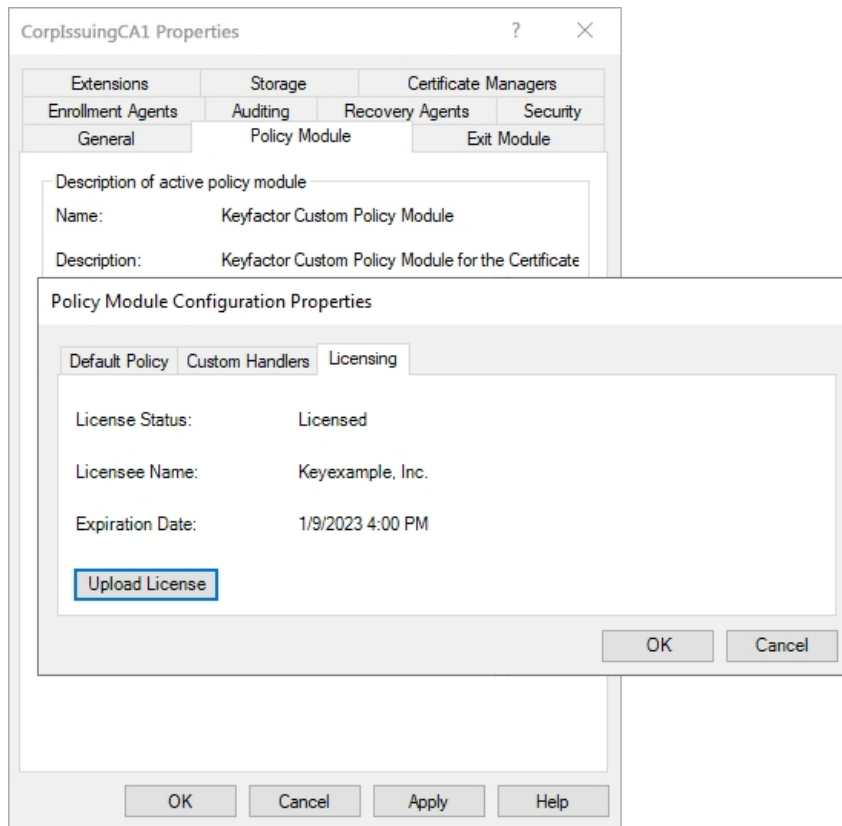 CorpIssuingCA1 Properties
?
Extensions Storage Certificate Managers
Enrollment Agents Auditing Recovery Agents Security
General Policy Module Exit Module
Description of active policy module
Name: Keyfactor Custom Policy Module
Description: Keyfactor Custom Policy Module for the Certificate
Policy Module Configuration Properties
Default Policy Custom Handlers Licensing
License Status: Licensed
Licensee Name: Keyexample, Inc.
Expiration Date: 1/9/2023 4:00 PM
Upload License
OK Cancel
OK Cancel Apply Help